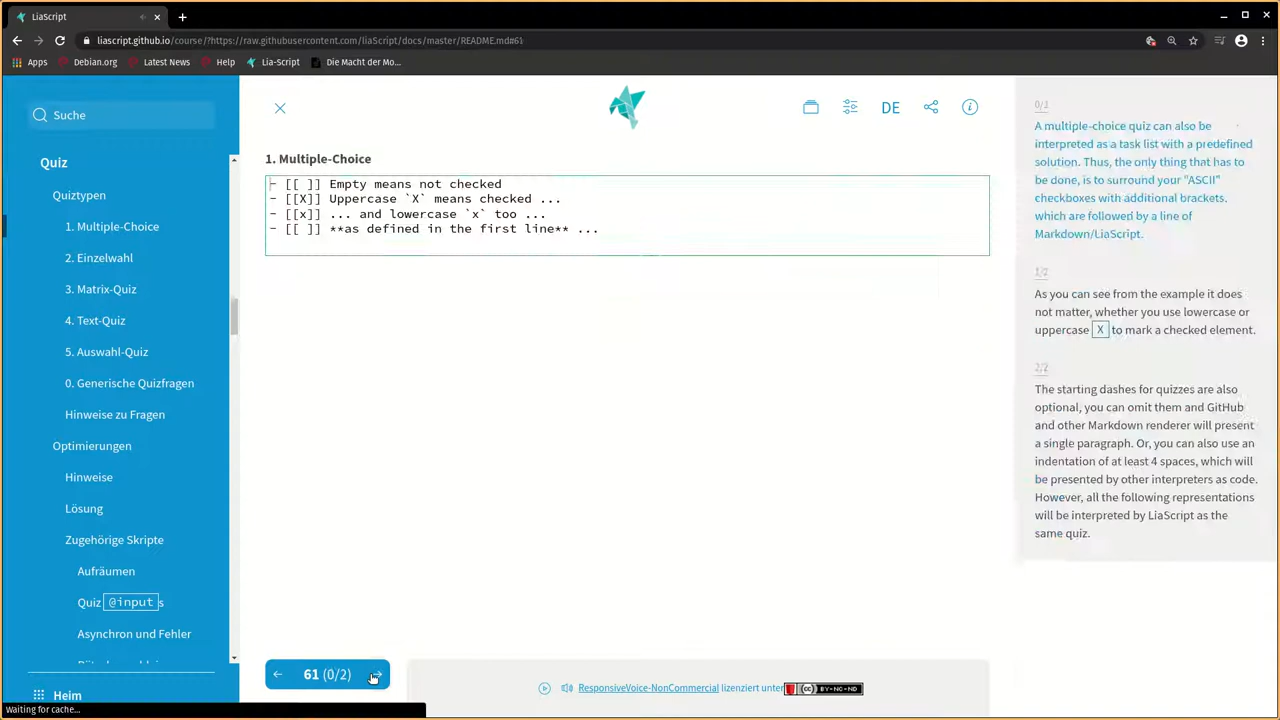 LiaScript
liascript.github.io/course/?https://raw.githubusercontent.com/liaScript/docs/master/README.md#61
Apps Debian.org Latest News Help Lia-Script Die Macht der Mo...
Suche
Quiz
Quiztypen
1. Multiple-Choice
2. Einzelwahl
3. Matrix-Quiz
4. Text-Quiz
5. Auswahl-Quiz
0. Generische Quizfragen
Hinweise zu Fragen
Optimierungen
Hinweise
Lösung
Zugehörige Skripte
Aufräumen
Quiz @input s
Asynchron und Fehler
Heim
Waiting for cache...
DE
1. Multiple-Choice
- [[ ]] Empty means not checked
- [[X]] Uppercase `X` means checked ...
- [[x]] ... and lowercase `x` too ...
- [[ ]] **as defined in the first line** ...
61 (0/2)
ResponsiveVoice-NonCommercial lizenziert unter
CC BY-NC-ND
0/1
A multiple-choice quiz can also be
interpreted as a task list with a predefined
solution. Thus, the only thing that has to
be done, is to surround your "ASCII"
checkboxes with additional brackets.
which are followed by a line of
Markdown/LiaScript.
1/2
As you can see from the example it does
not matter, whether you use lowercase or
uppercase X to mark a checked element.
2/2
The starting dashes for quizzes are also
optional, you can omit them and GitHub
and other Markdown renderer will present
a single paragraph. Or, you can also use an
indentation of at least 4 spaces, which will
be presented by other interpreters as code.
However, all the following representations
will be interpreted by LiaScript as the
same quiz.